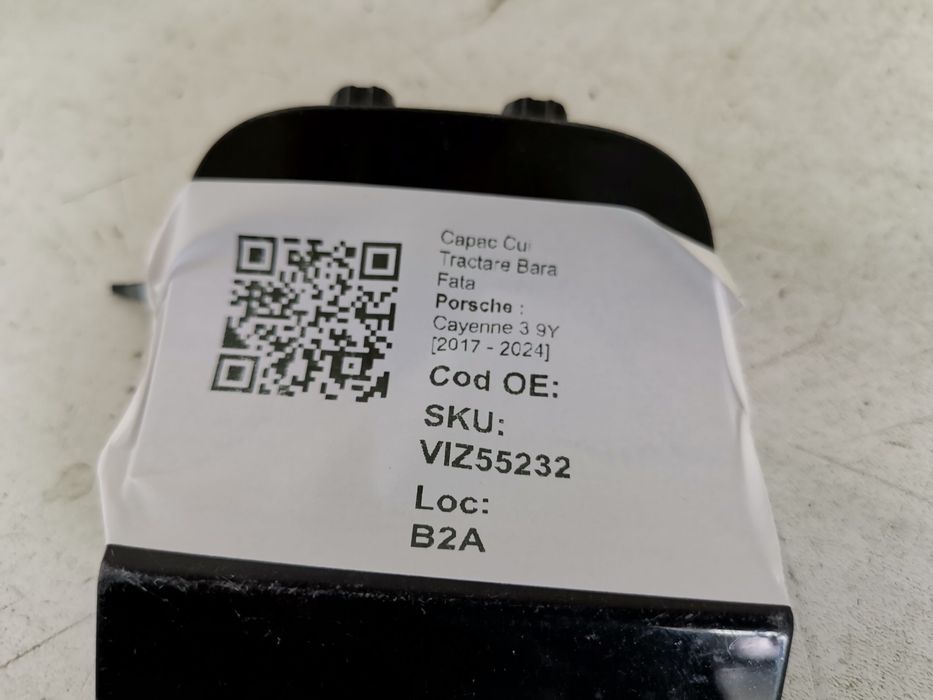 Capac Cui
Tractare Bara
Fata
Porsche :
Cayenne 3 9Y
[2017 - 2024]
Cod OE:
SKU:
VIZ55232
Loc:
B2A